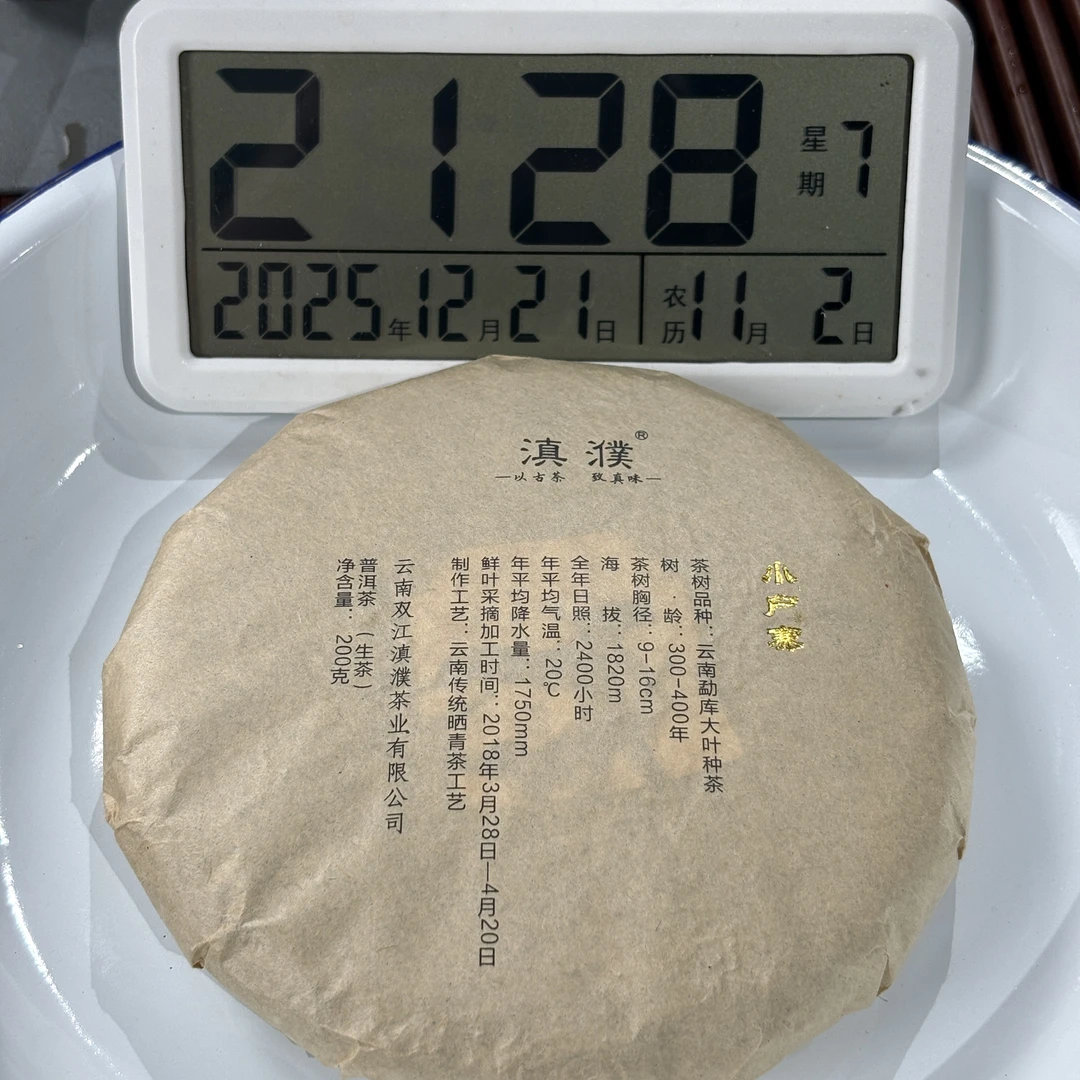 2128
星期7
2025年12月21日
农历11月2日
滇濮®
—以古茶 致真味—
小户寨
茶树品种：云南勐库大叶种茶
树·龄：300-400年
茶树胸径：9-16cm
海拔：1820m
全年日照：2400小时
年平均气温：20℃
年平均降水量：1750mm
鲜叶采摘加工时间：2018年3月28日—4月20日
制作工艺：云南传统晒青茶工艺
云南双江滇濮茶业有限公司
普洱茶（生茶）
净含量：200克